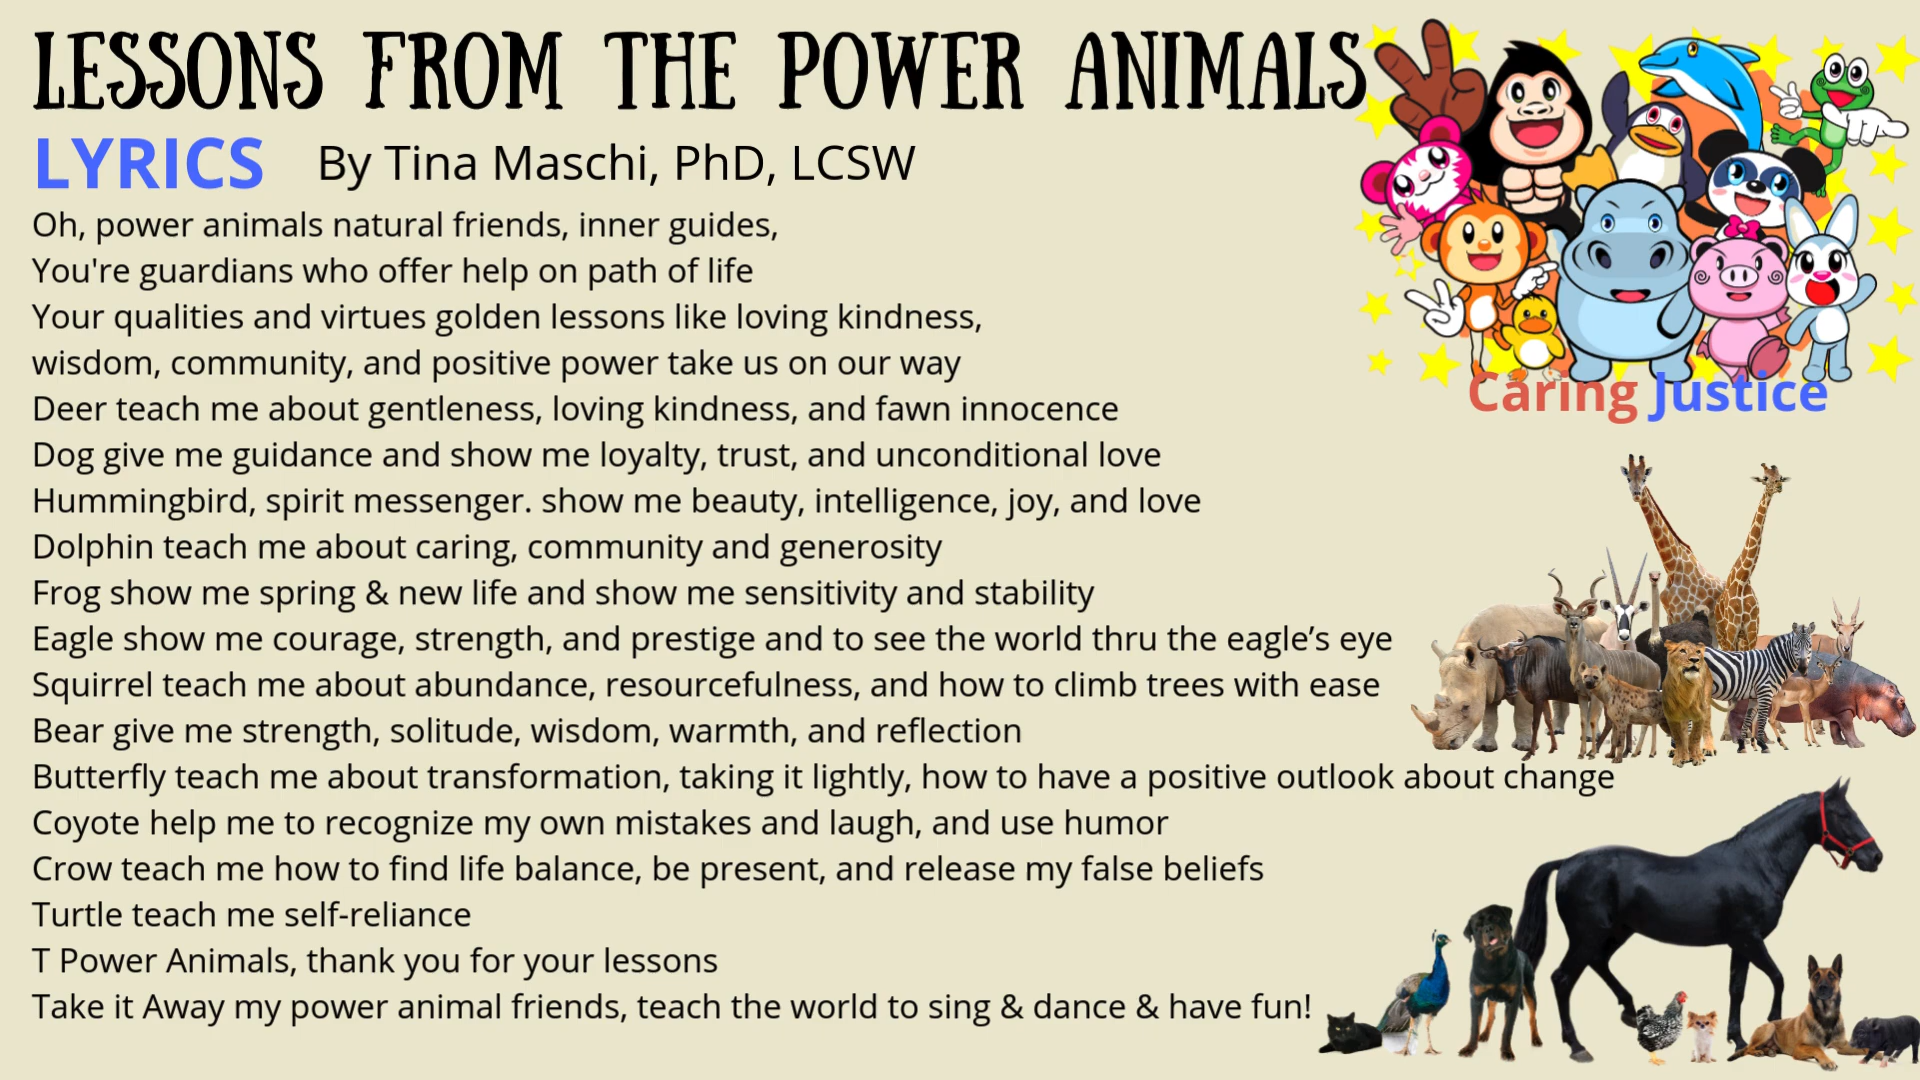 LESSONS FROM THE POWER ANIMALS
LYRICS By Tina Maschi, PhD, LCSW
Oh, power animals natural friends, inner guides,
You're guardians who offer help on path of life
Your qualities and virtues golden lessons like loving kindness,
wisdom, community, and positive power take us on our way
Deer teach me about gentleness, loving kindness, and fawn innocence
Dog give me guidance and show me loyalty, trust, and unconditional love
Hummingbird, spirit messenger. show me beauty, intelligence, joy, and love
Dolphin teach me about caring, community and generosity
Frog show me spring & new life and show me sensitivity and stability
Eagle show me courage, strength, and prestige and to see the world thru the eagle’s eye
Squirrel teach me about abundance, resourcefulness, and how to climb trees with ease
Bear give me strength, solitude, wisdom, warmth, and reflection
Butterfly teach me about transformation, taking it lightly, how to have a positive outlook about change
Coyote help me to recognize my own mistakes and laugh, and use humor
Crow teach me how to find life balance, be present, and release my false beliefs
Turtle teach me self-reliance
T Power Animals, thank you for your lessons
Take it Away my power animal friends, teach the world to sing & dance & have fun!
Caring Justice